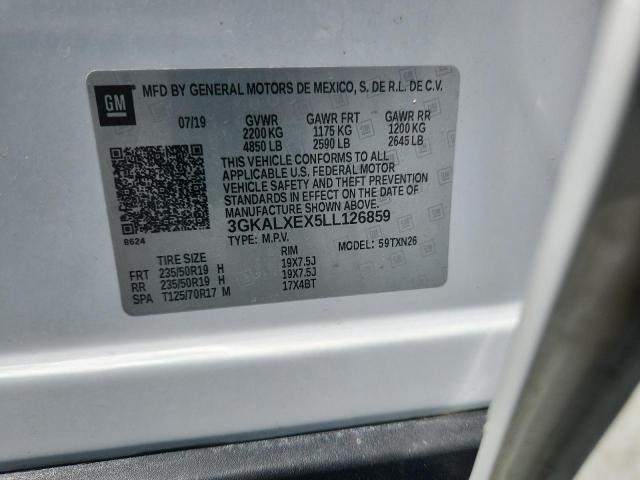 GM
MFD BY GENERAL MOTORS DE MEXICO, S. DE R.L. DE C.V.
07/19 GVWR GAWR FRT GAWR RR
2200 KG 1175 KG 1200 KG
4850 LB 2590 LB 2645 LB
THIS VEHICLE CONFORMS TO ALL
APPLICABLE U.S. FEDERAL MOTOR
VEHICLE SAFETY AND THEFT PREVENTION
STANDARDS IN EFFECT ON THE DATE OF
MANUFACTURE SHOWN ABOVE.
3GKALXEX5LL126859
8624
TYPE: M.P.V. MODEL: 59TXN26
TIRE SIZE RIM
FRT 235/50R19 H 19X7.5J
RR 235/50R19 H 19X7.5J
SPA T125/70R17 M 17X4BT